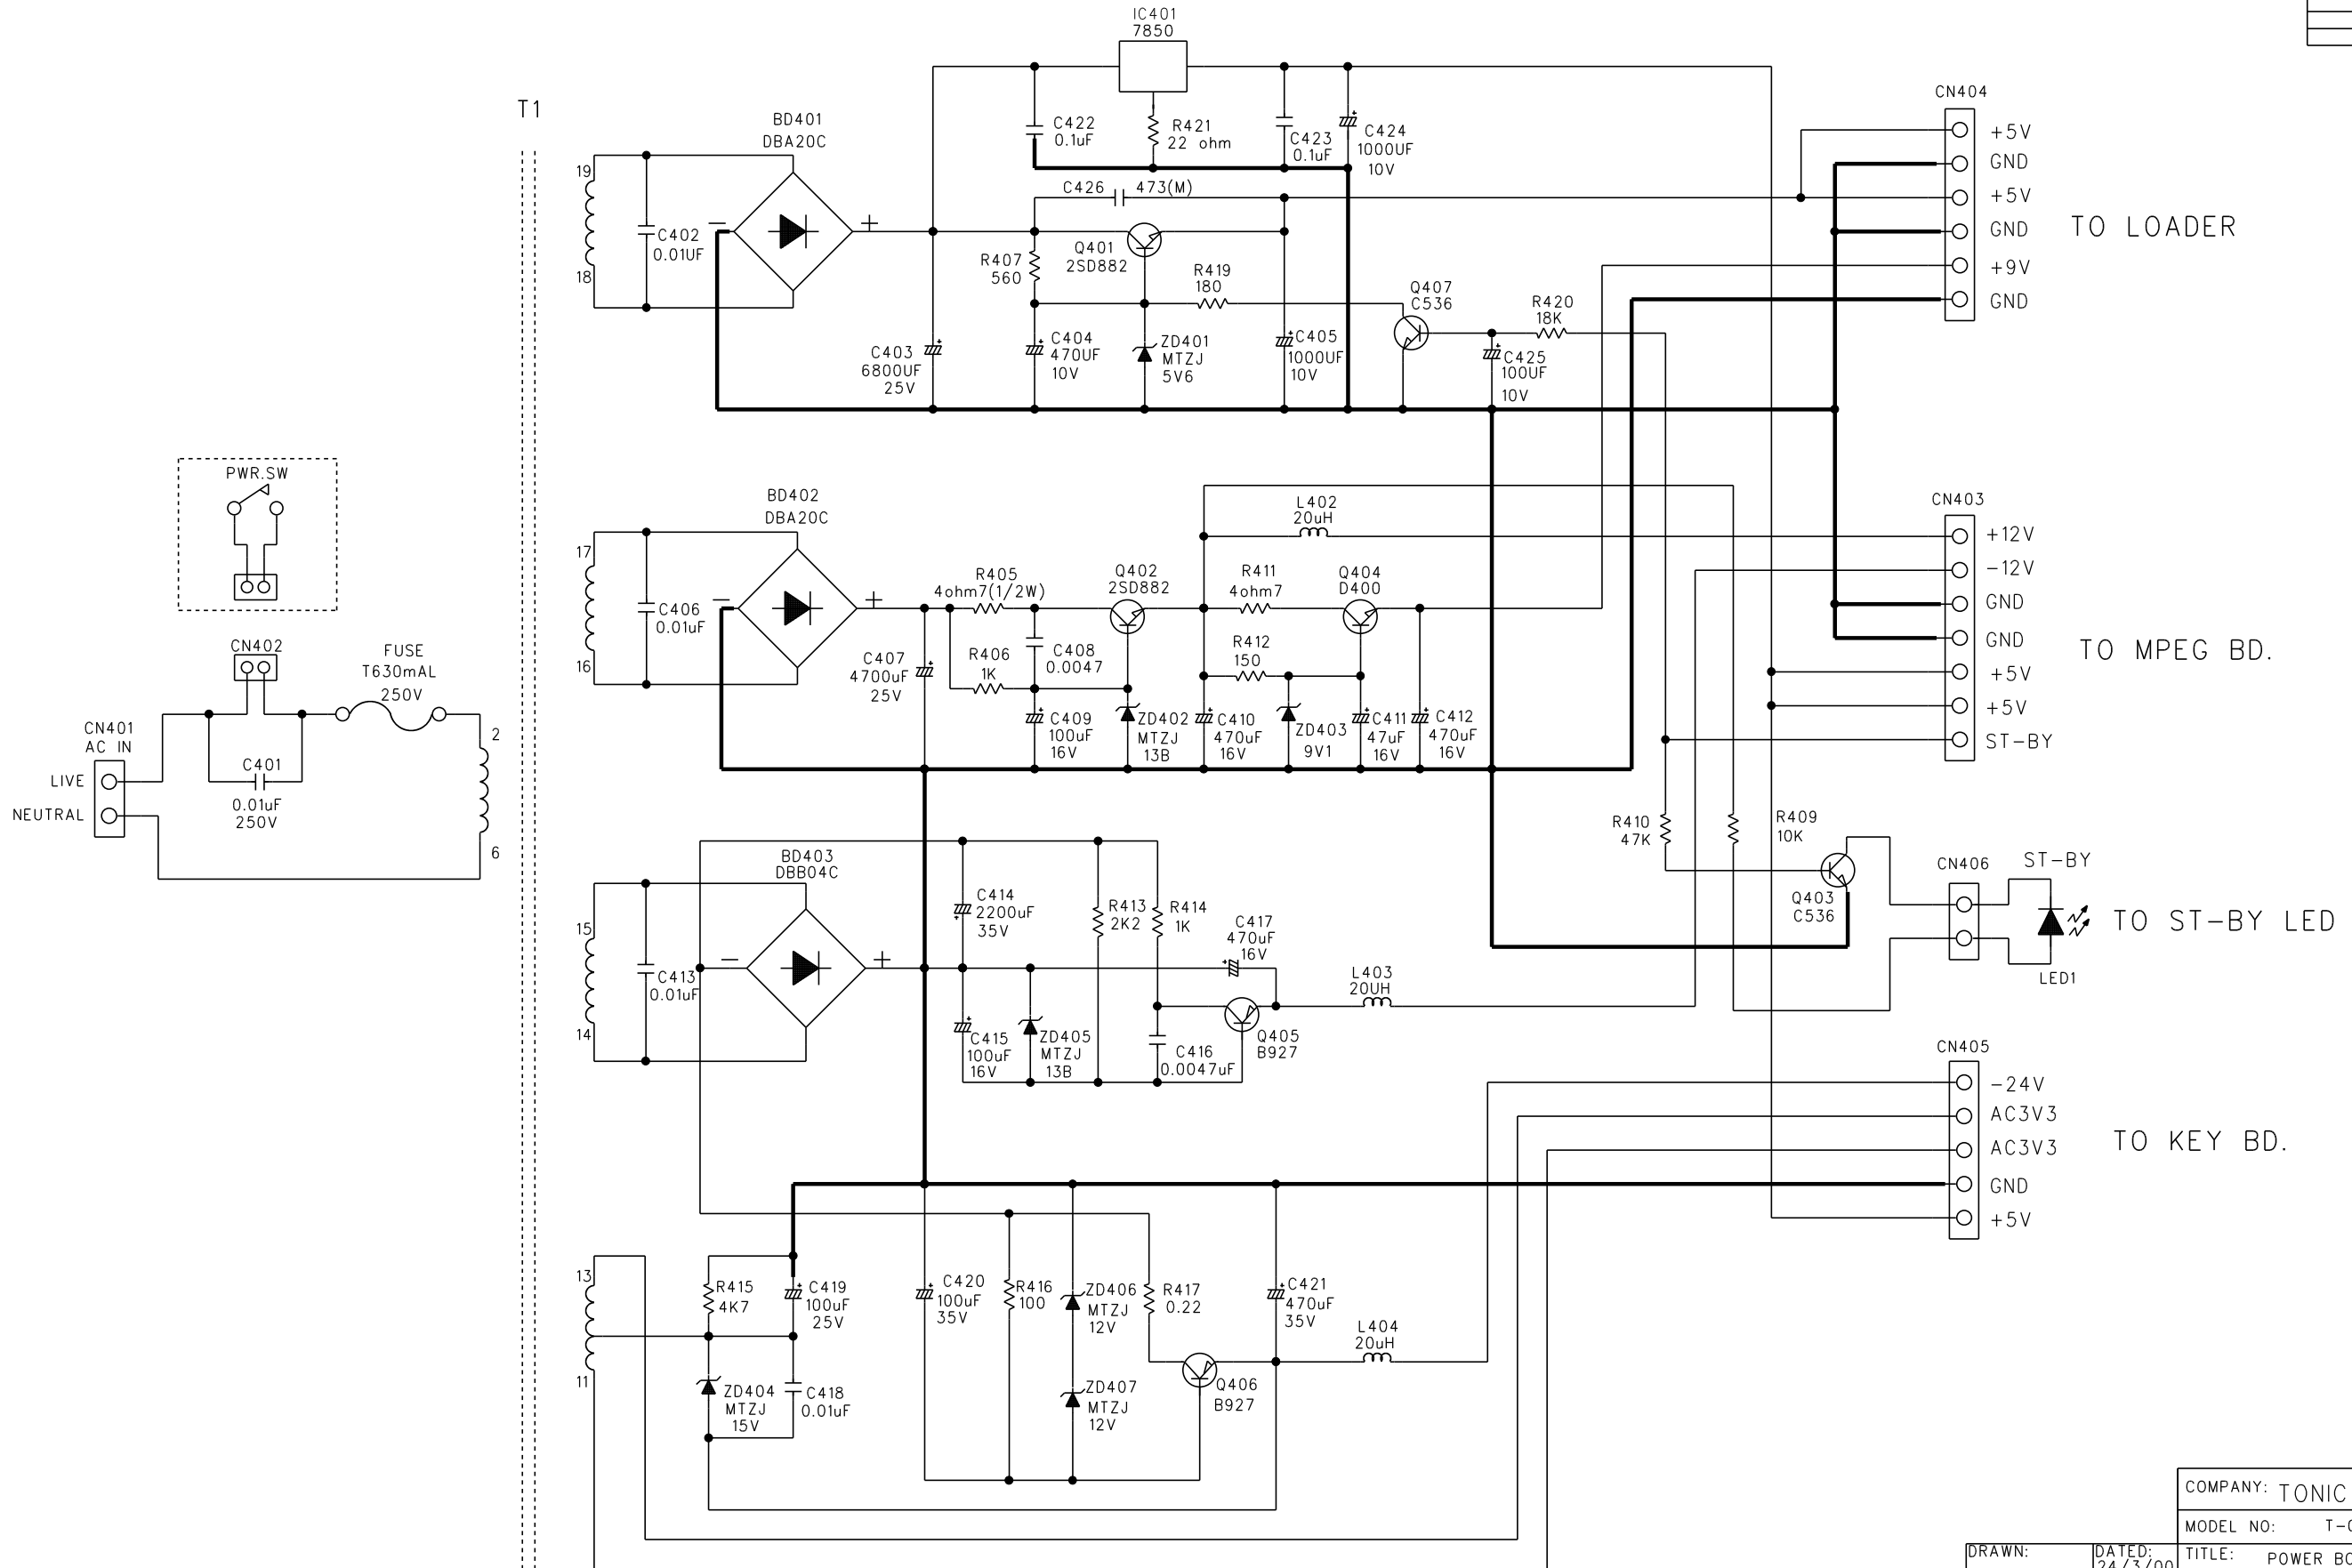 IC401
7850
T1
BD401
DBA20C
19
18
C402
0.01UF
C422
0.1uF
R421
22 ohm
C423
0.1uF
C424
1000UF
10V
C426 473(M)
Q401
2SD882
R407
560
R419
180
Q407
C536
R420
18K
C403
6800UF
25V
C404
470UF
10V
ZD401
MTZJ
5V6
C405
1000UF
10V
C425
100UF
10V
CN404
+5V
GND
+5V
GND
+9V
GND
TO LOADER
PWR.SW
CN402
FUSE
T630mAL
250V
CN401
AC IN
LIVE
NEUTRAL
C401
0.01uF
250V
2
6
BD402
DBA20C
17
16
C406
0.01uF
R405
4ohm7(1/2W)
Q402
2SD882
L402
20uH
R411
4ohm7
Q404
D400
C407
4700uF
25V
R406
1K
C408
0.0047
R412
150
C409
100uF
16V
ZD402
MTZJ
13B
C410
470uF
16V
ZD403
9V1
C411
47uF
16V
C412
470uF
16V
CN403
+12V
-12V
GND
GND
+5V
+5V
ST-BY
TO MPEG BD.
R410
47K
R409
10K
Q403
C536
CN406
ST-BY
TO ST-BY LED
LED1
BD403
DBB04C
15
14
C413
0.01uF
C414
2200uF
35V
R413
2K2
R414
1K
C417
470uF
16V
L403
20UH
C415
100uF
16V
ZD405
MTZJ
13B
C416
0.0047uF
Q405
B927
CN405
-24V
AC3V3
AC3V3
GND
+5V
TO KEY BD.
13
11
R415
4K7
C419
100uF
25V
C420
100uF
35V
R416
100
ZD406
MTZJ
12V
R417
0.22
C421
470uF
35V
L404
20uH
ZD404
MTZJ
15V
C418
0.01uF
ZD407
MTZJ
12V
Q406
B927
COMPANY: TONIC
MODEL NO:
DRAWN:
DATED:
24/3/00
TITLE: POWER